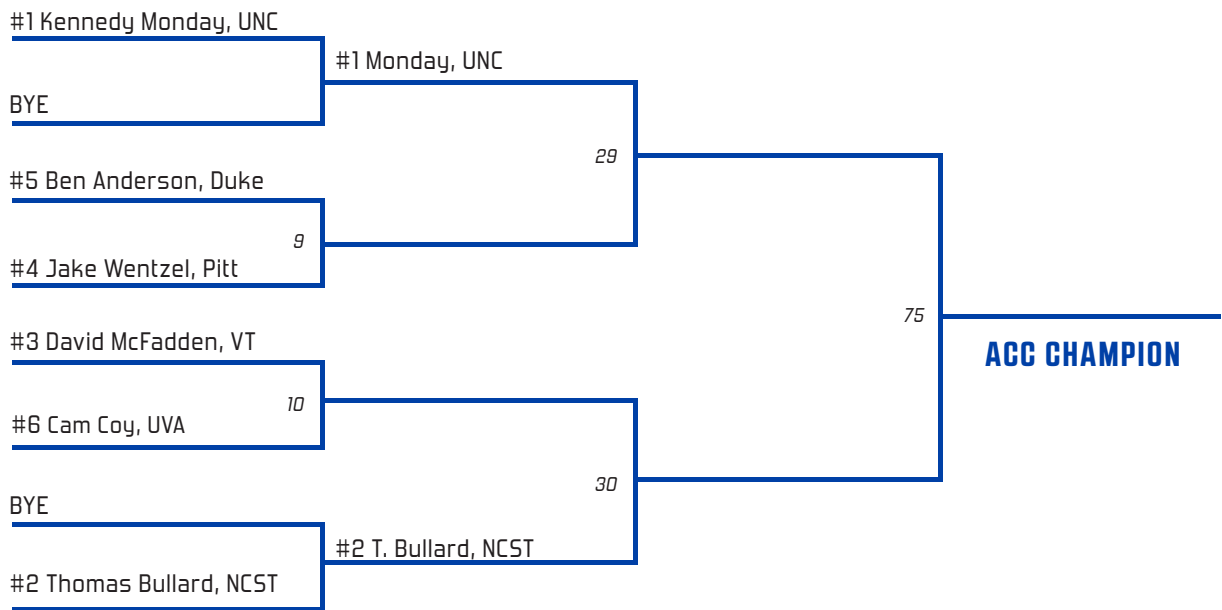 #1 Kennedy Monday, UNC
#1 Monday, UNC
BYE
29
#5 Ben Anderson, Duke
9
#4 Jake Wentzel, Pitt
75
#3 David McFadden, VT
ACC CHAMPION
10
#6 Cam Coy, UVA
30
BYE
#2 T. Bullard, NCST
#2 Thomas Bullard, NCST